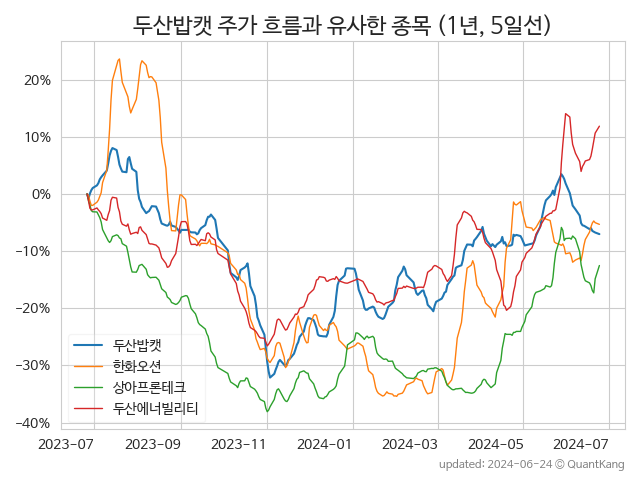 두산밥캣 주가 흐름과 유사한 종목 (1년, 5일선)
20%
10%
0%
−10%
−20%
−30%
−40%
두산밥캣
한화오션
상아프론테크
두산에너빌리티
2023-07 2023-09 2023-11 2024-01 2024-03 2024-05 2024-07
updated: 2024-06-24 © QuantKang